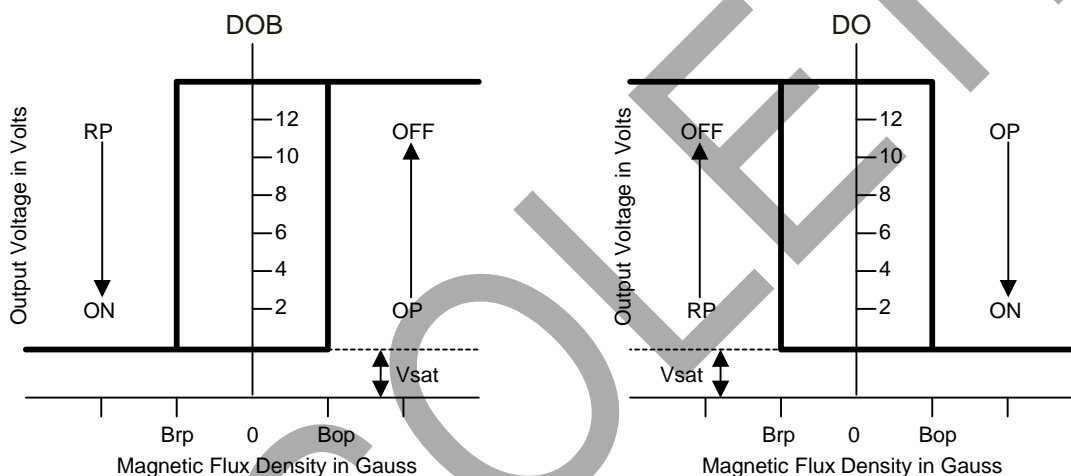 DOB
Output Voltage in Volts
RP
ON
12
10
8
6
4
2
OFF
OP
Vsat
Brp 0 Bop
Magnetic Flux Density in Gauss
DO
Output Voltage in Volts
OFF
RP
12
10
8
6
4
2
OP
ON
Vsat
Brp 0 Bop
Magnetic Flux Density in Gauss